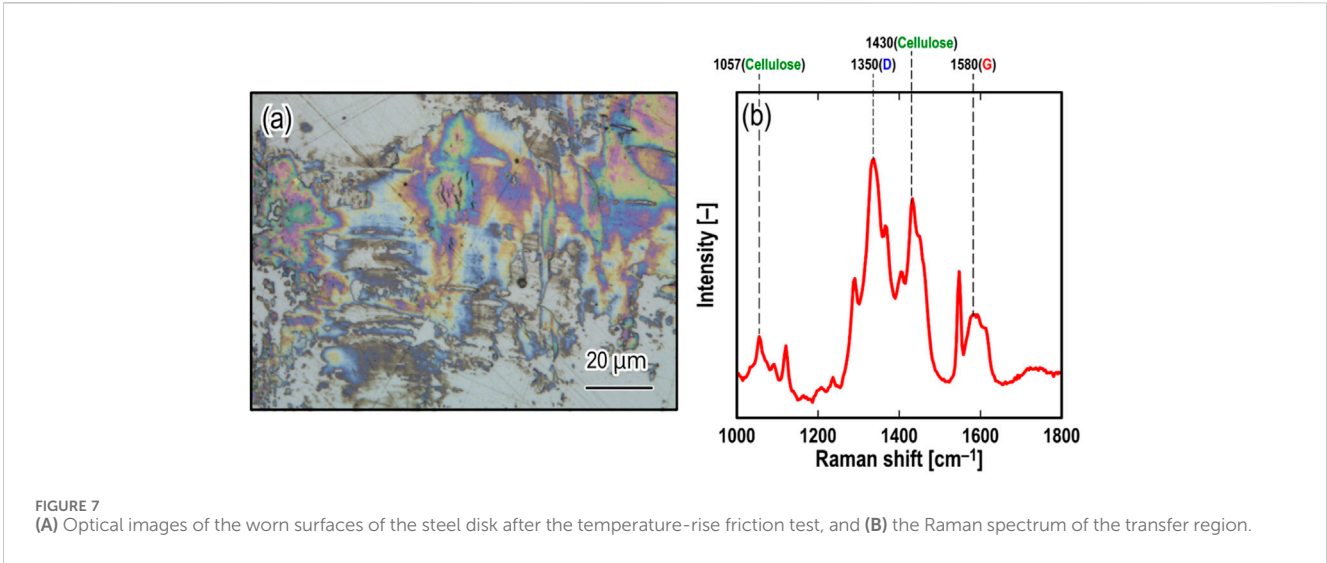 1430(Cellulose)
1057(Cellulose) 1350(D) 1580(G)
(a)
(b)
20 µm
Intensity [–]
1000 1200 1400 1600 1800
Raman shift [cm⁻¹]
FIGURE 7
(A) Optical images of the worn surfaces of the steel disk after the temperature-rise friction test, and (B) the Raman spectrum of the transfer region.